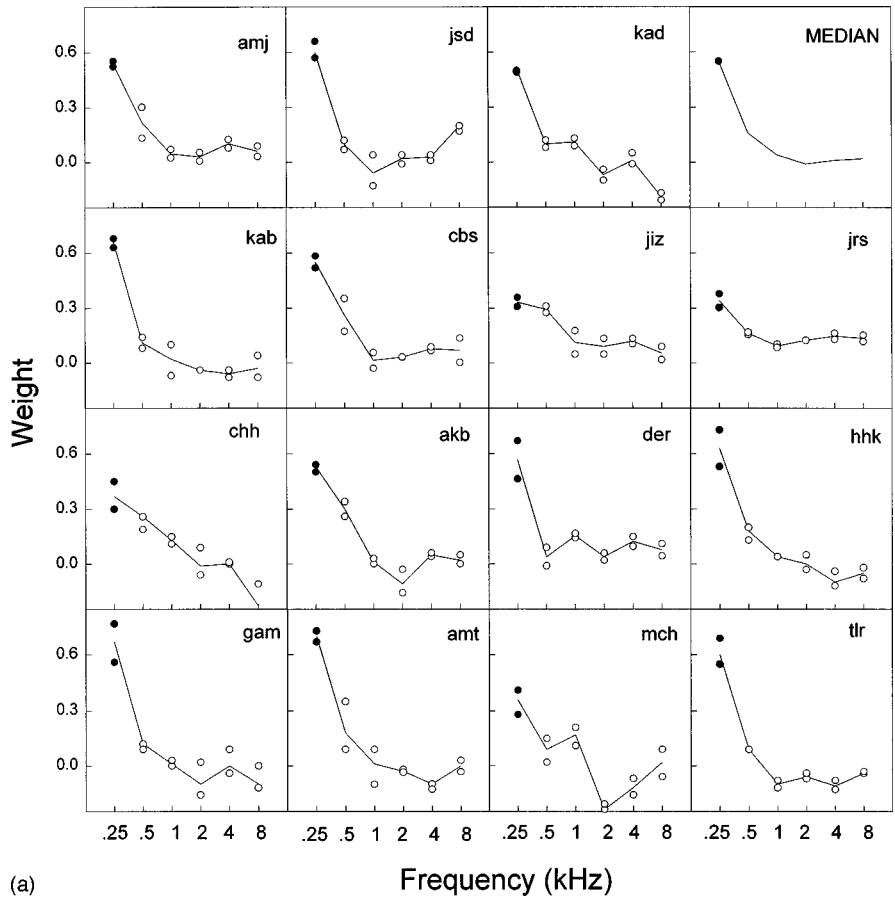 amj jsd kad MEDIAN
0.6
0.3
0.0
kab cbs jiz jrs
0.6
0.3
0.0
Weight
chh akb der hhk
0.6
0.3
0.0
gam amt mch tlr
0.6
0.3
0.0
.25 .5 1 2 4 8 .25 .5 1 2 4 8 .25 .5 1 2 4 8 .25 .5 1 2 4 8
(a) Frequency (kHz)